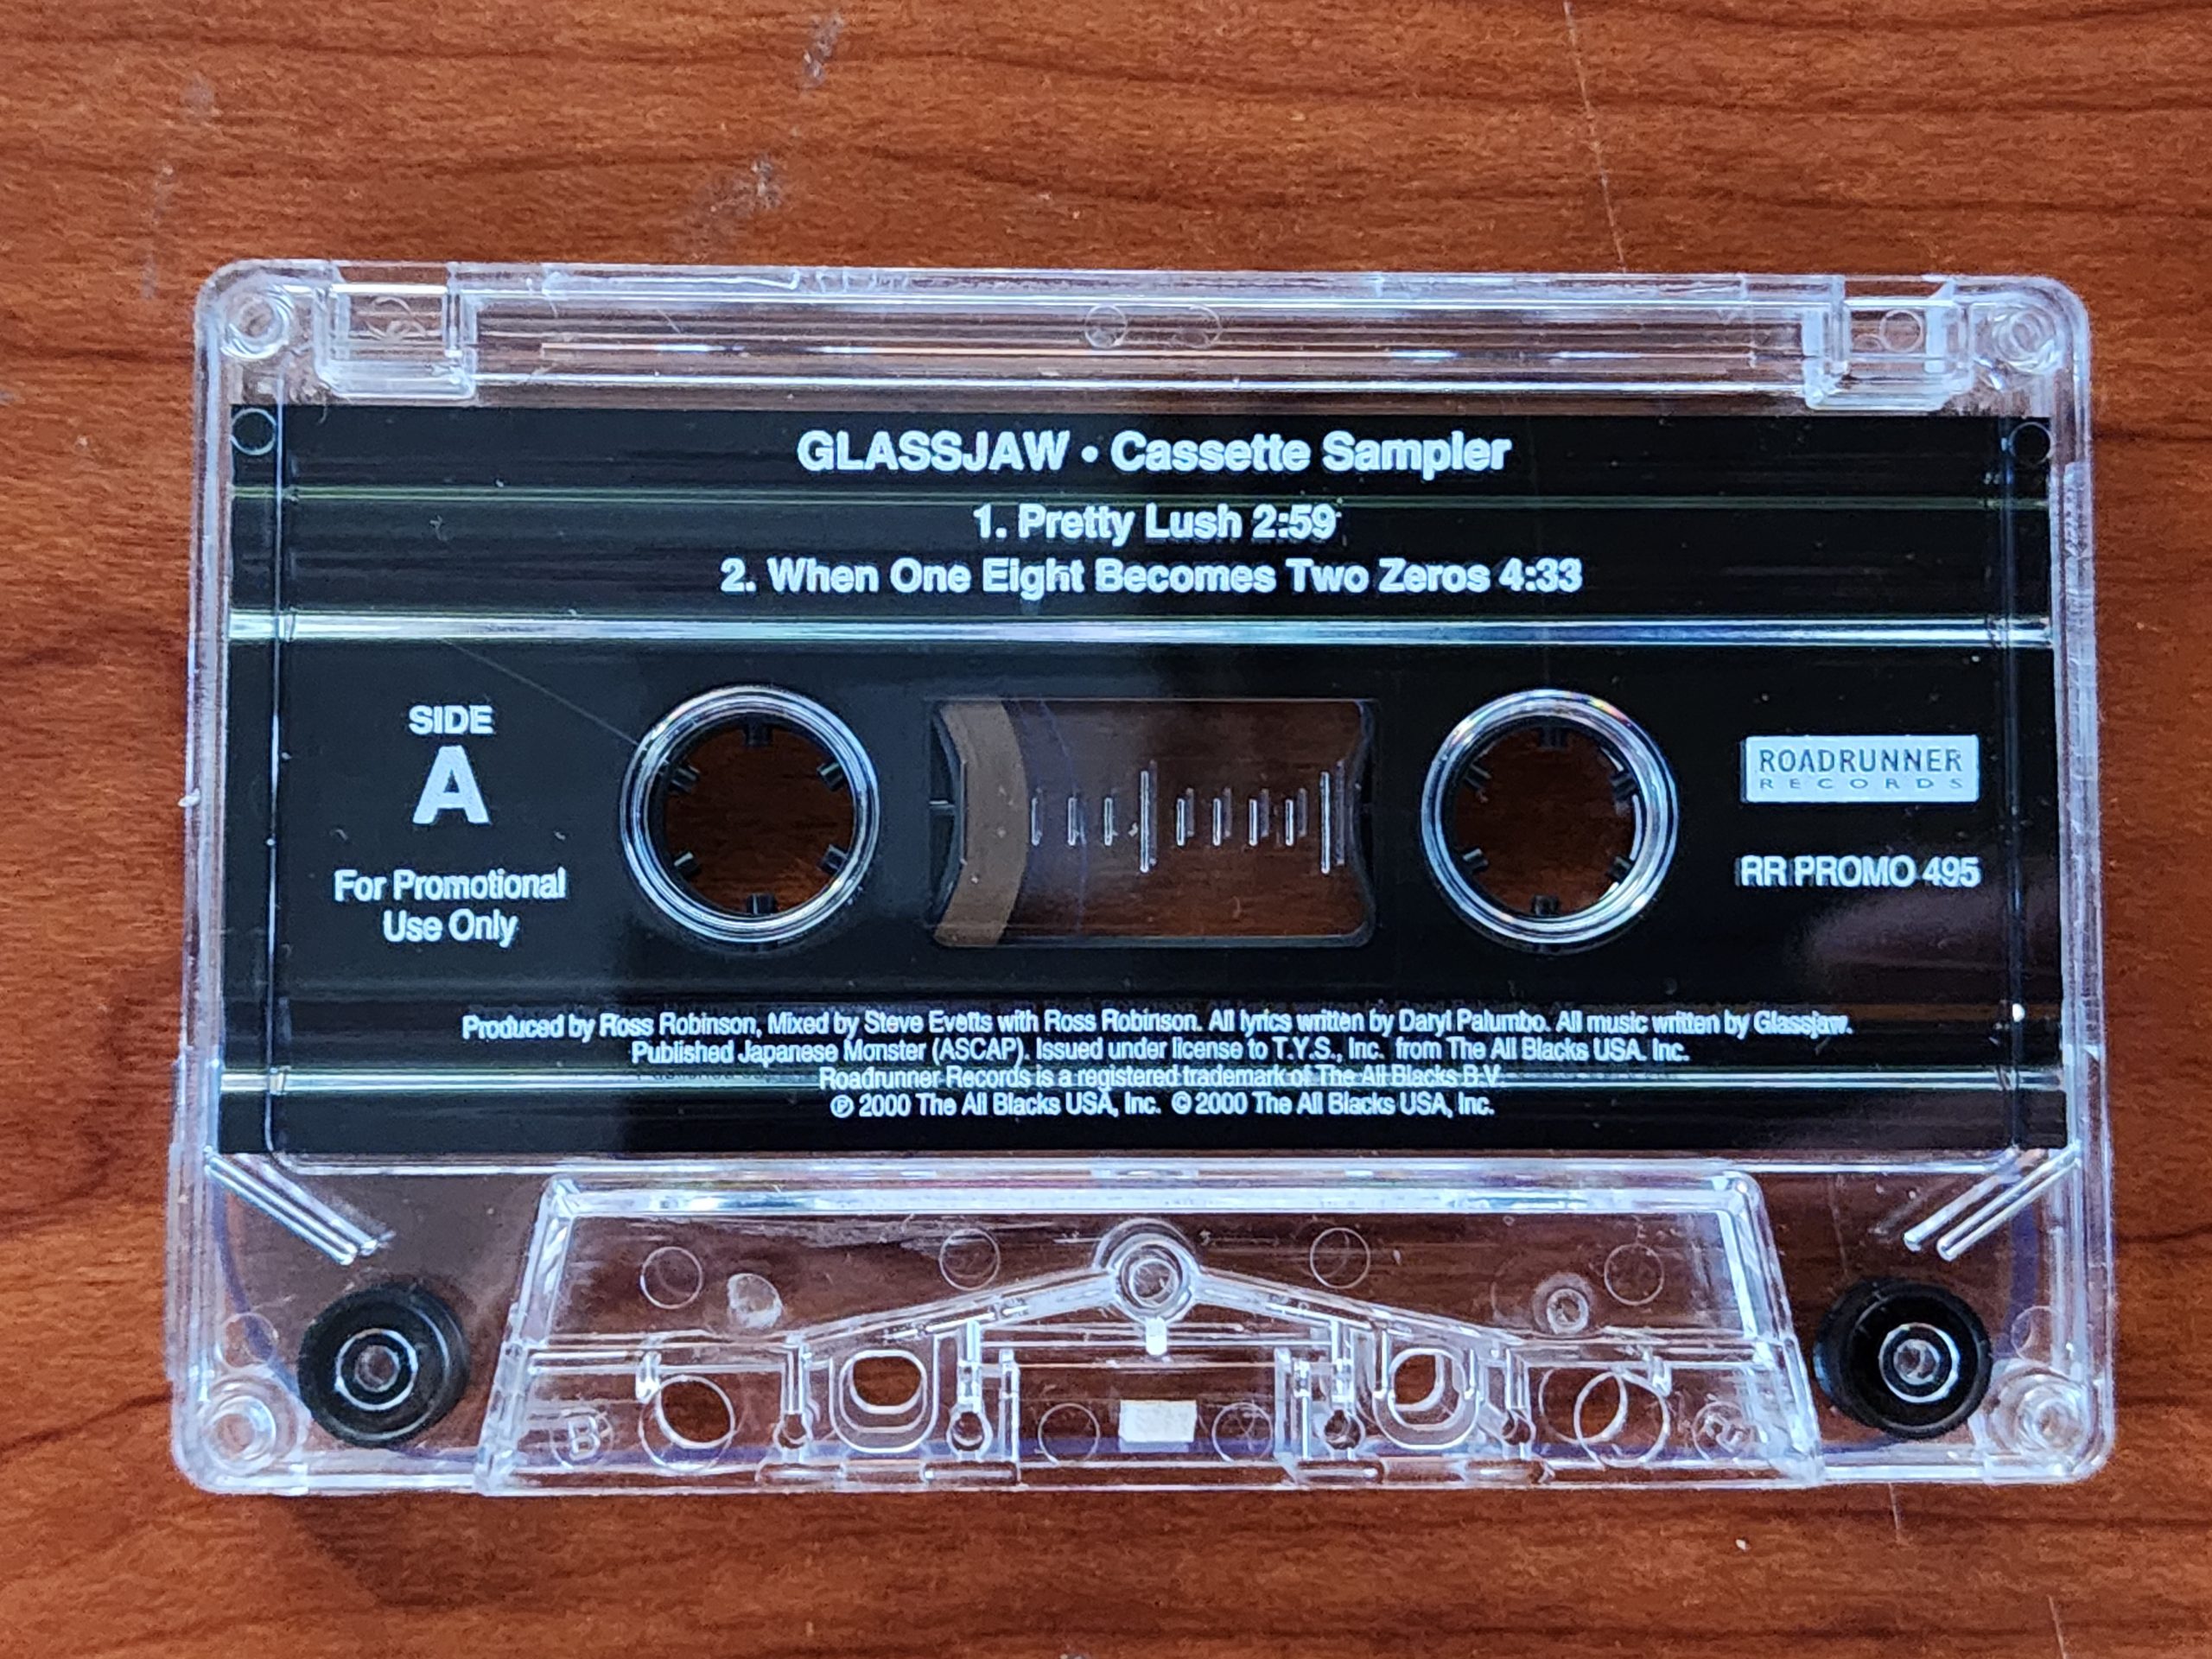 GLASSJAW • Cassette Sampler
1. Pretty Lush 2:59
2. When One Eight Becomes Two Zeros 4:33
SIDE
A
For Promotional
Use Only
ROADRUNNER
RECORDS
RR PROMO 495
Produced by Ross Robinson, Mixed by Steve Evetts with Ross Robinson. All lyrics written by Daryl Palumbo. All music written by Glassjaw.
Published Japanese Monster (ASCAP). Issued under license to T.Y.S., Inc. from The All Blacks USA. Inc.
Roadrunner Records is a registered trademark of The All Blacks B.V.
℗ 2000 The All Blacks USA, Inc. © 2000 The All Blacks USA, Inc.
B